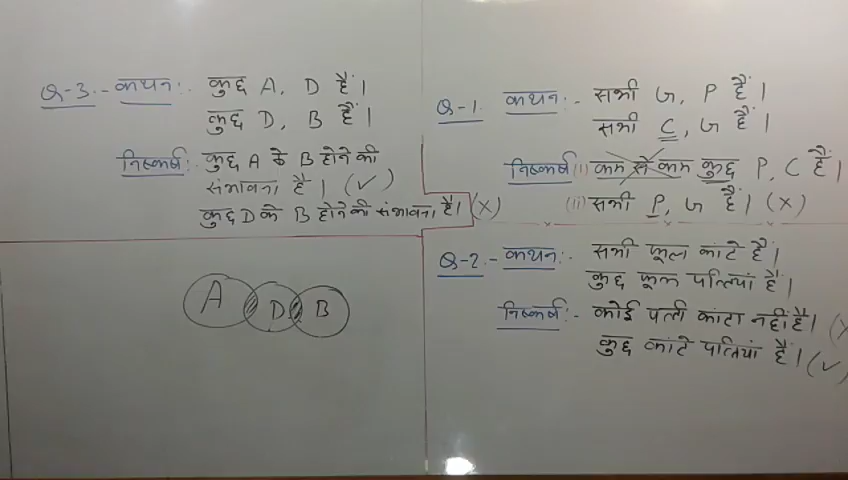 Q-3.- कथन:- कुछ A, D हैं।
कुछ D, B हैं।
निष्कर्ष:- कुछ A के B होने की
संभावना है। (✓)
कुछ D के B होने की संभावना है। (X)
A D B
Q-1. कथन:- सभी G, P हैं।
सभी C, G हैं।
निष्कर्ष (i) कम से कम कुछ P, C हैं।
(ii) सभी P, G हैं। (X)
Q-2.- कथन:- सभी फूल कांटे हैं।
कुछ फूल पत्तियां हैं।
निष्कर्ष:- कोई पत्ती कांटा नहीं है। (X
कुछ कांटे पत्तियां हैं। (✓)